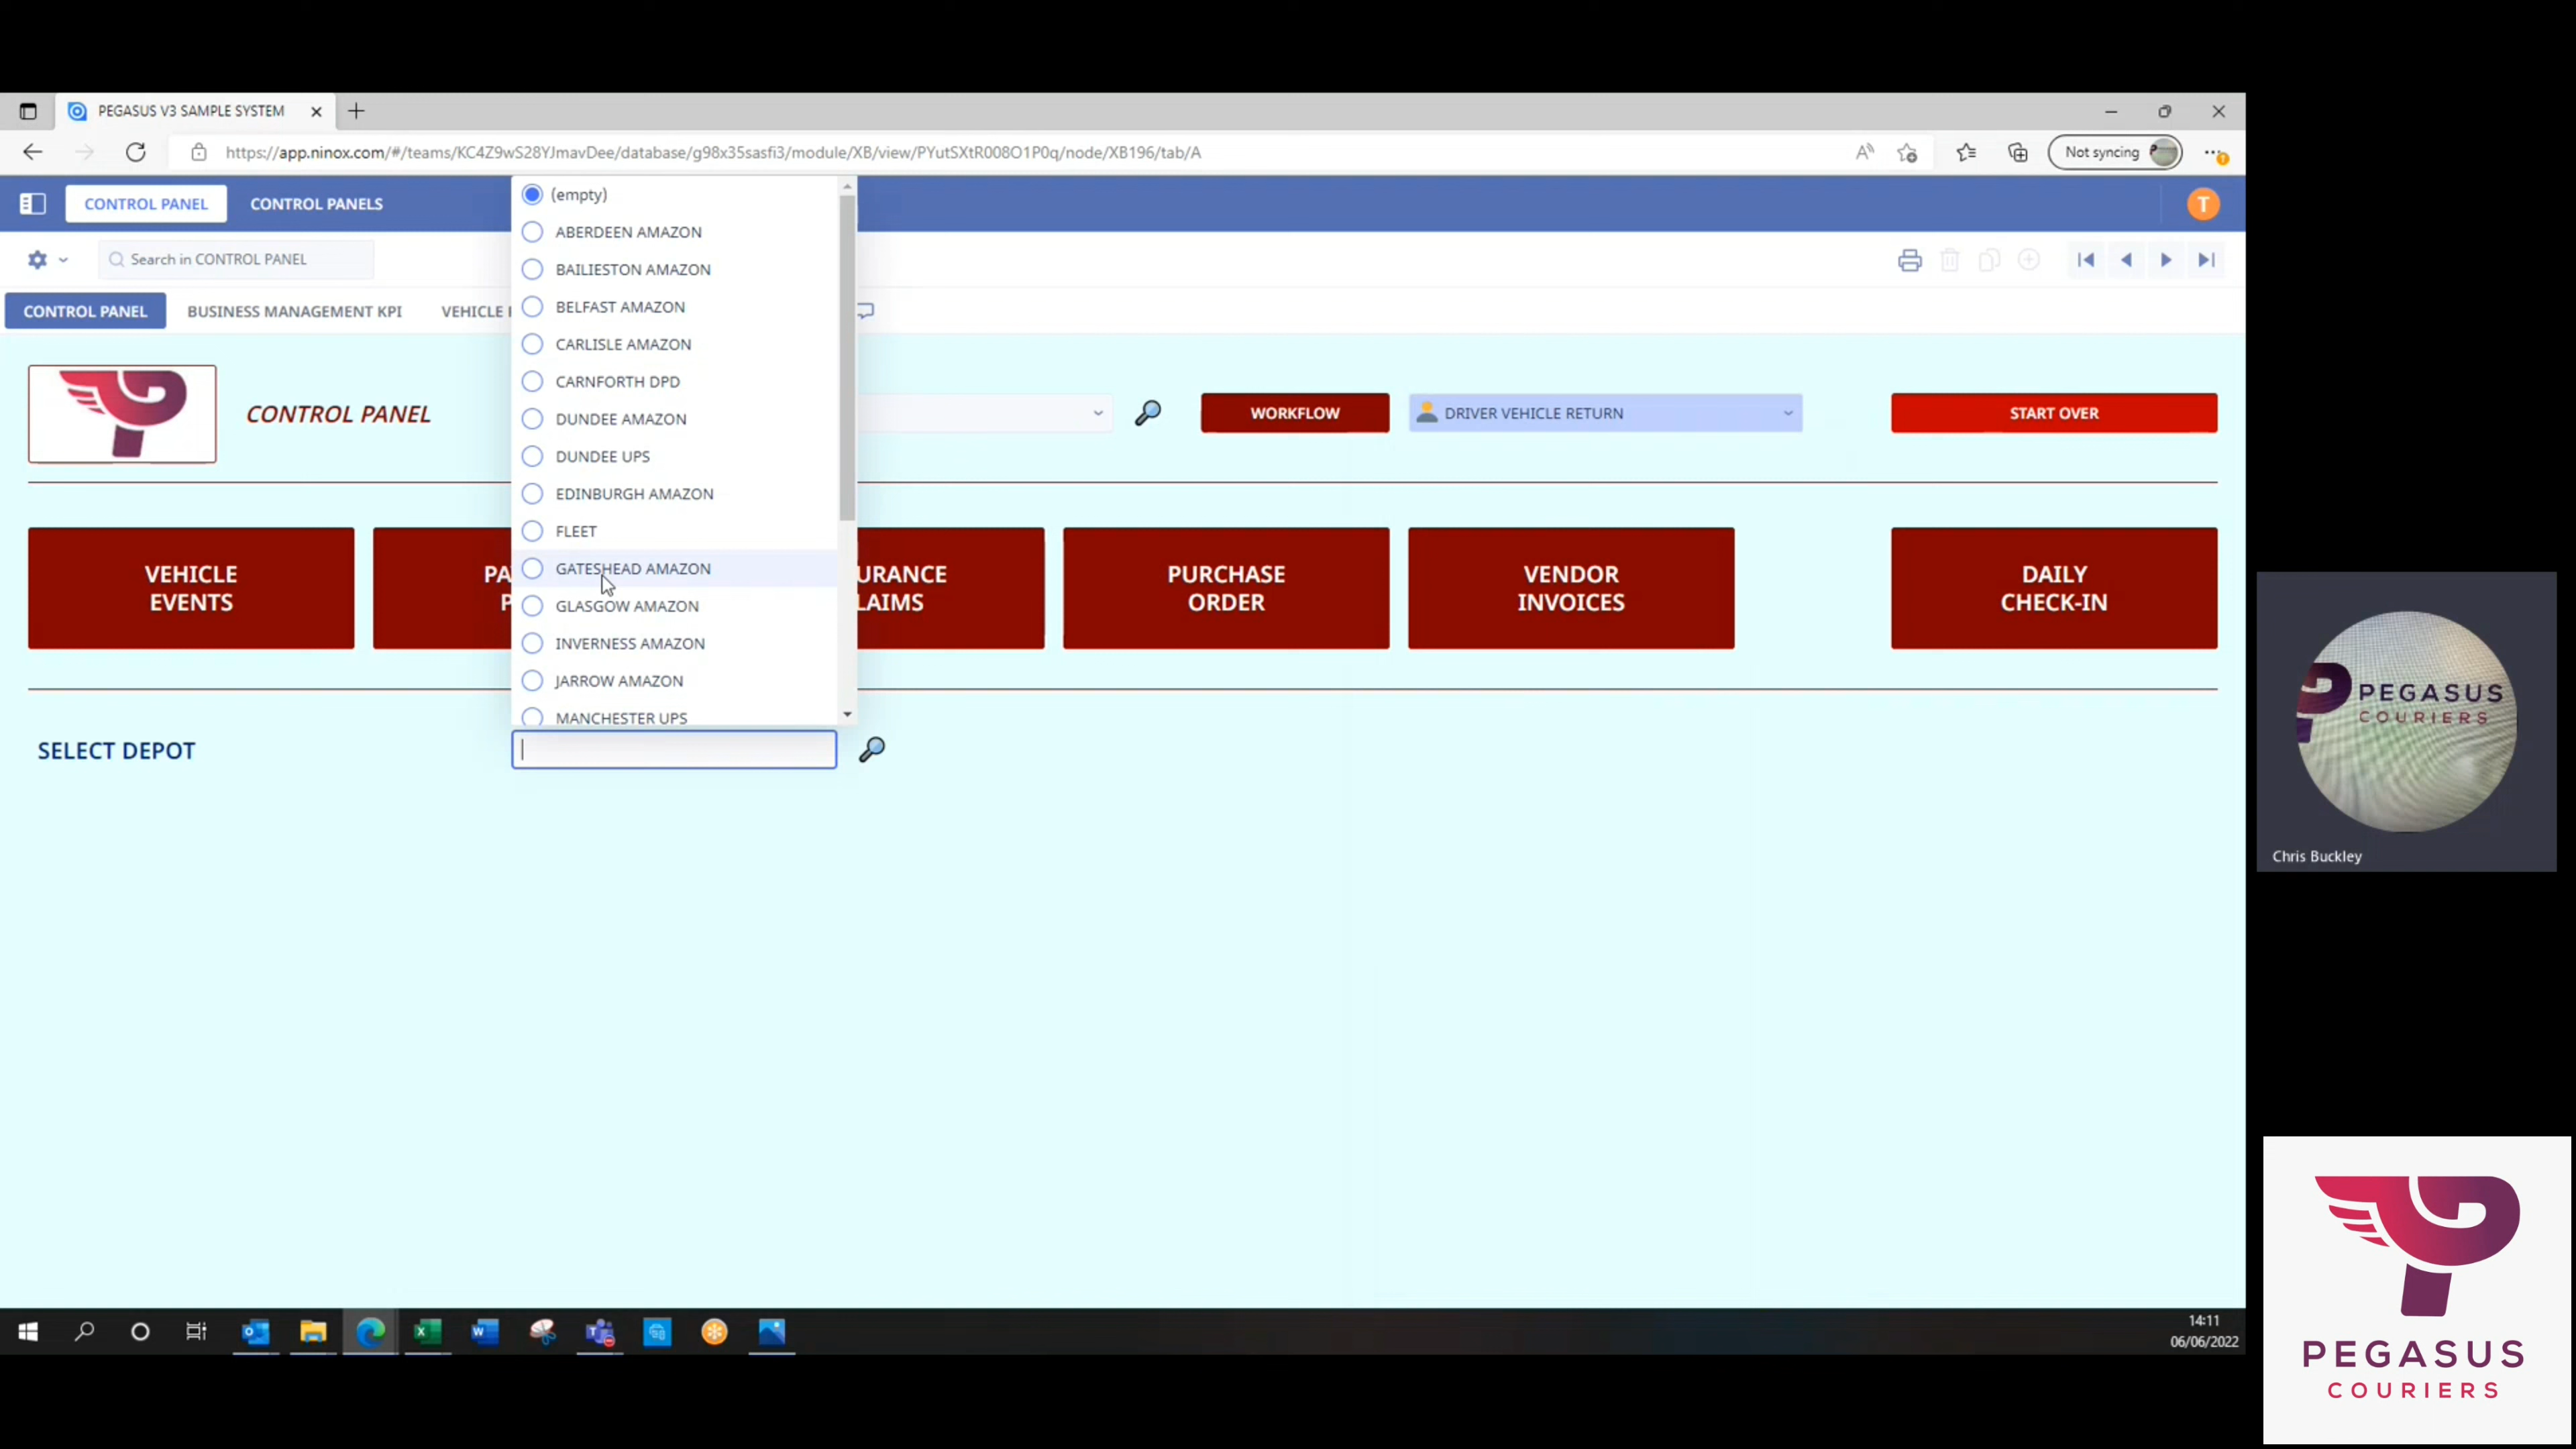 PEGASUS V3 SAMPLE SYSTEM
https://app.ninox.com/#/teams/KC4Z9wS28YJmavDee/database/g98x35sasfi3/module/XB/view/PYutSXtR008O1P0q/node/XB196/tab/A
Not syncing
CONTROL PANEL
CONTROL PANELS
T
Search in CONTROL PANEL
CONTROL PANEL
BUSINESS MANAGEMENT KPI
VEHICLE
CONTROL PANEL
WORKFLOW
DRIVER VEHICLE RETURN
START OVER
VEHICLE
EVENTS
PA
P
URANCE
LAIMS
PURCHASE
ORDER
VENDOR
INVOICES
DAILY
CHECK-IN
(empty)
ABERDEEN AMAZON
BAILIESTON AMAZON
BELFAST AMAZON
CARLISLE AMAZON
CARNFORTH DPD
DUNDEE AMAZON
DUNDEE UPS
EDINBURGH AMAZON
FLEET
GATESHEAD AMAZON
GLASGOW AMAZON
INVERNESS AMAZON
JARROW AMAZON
MANCHESTER UPS
SELECT DEPOT
PEGASUS
COURIERS
Chris Buckley
14:11
06/06/2022
PEGASUS
COURIERS